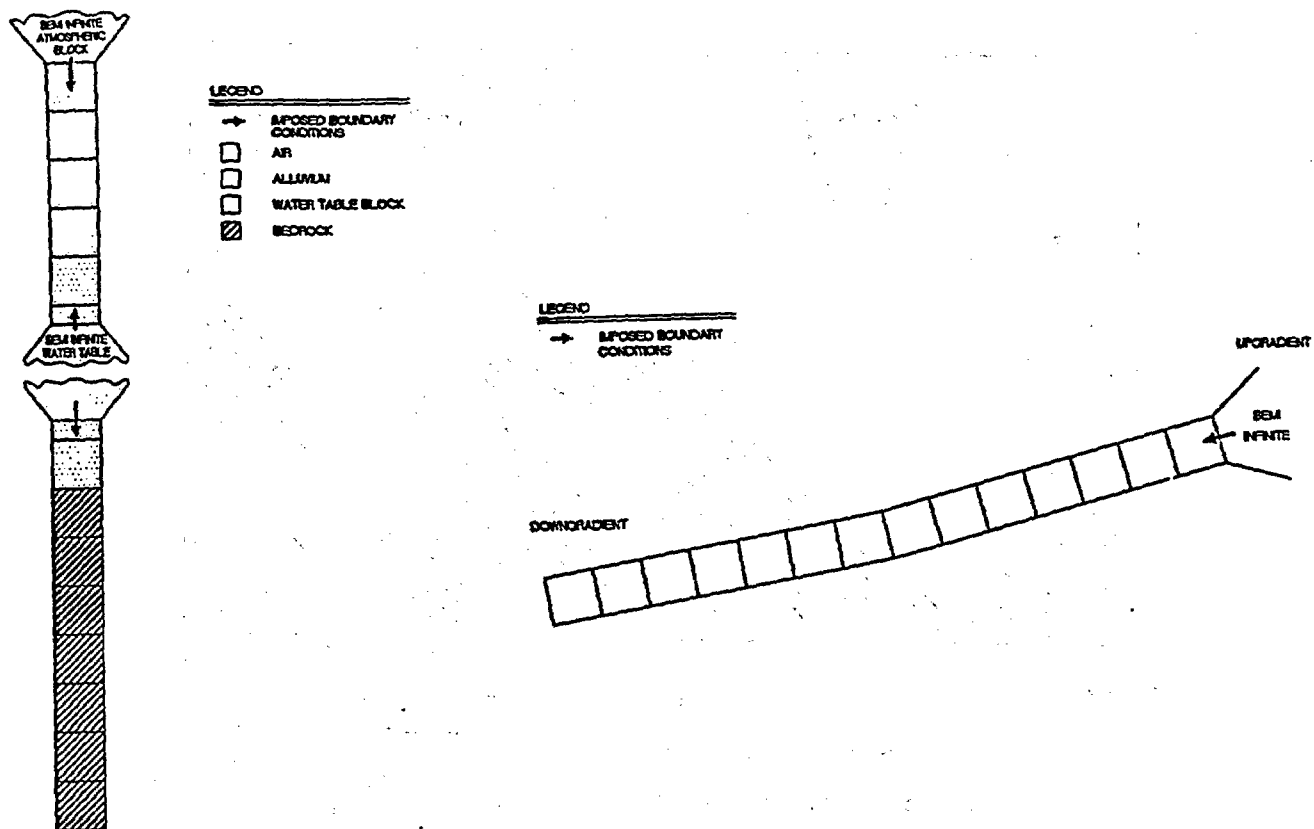 SEMI INFINITE
ATMOSPHERIC
BLOCK
LEGEND
IMPOSED BOUNDARY
CONDITIONS
AIR
ALLUVIUM
WATER TABLE BLOCK
BEDROCK
SEMI INFINITE
WATER TABLE
LEGEND
IMPOSED BOUNDARY
CONDITIONS
UPGRADIENT
SEMI
INFINITE
DOWNGRADIENT